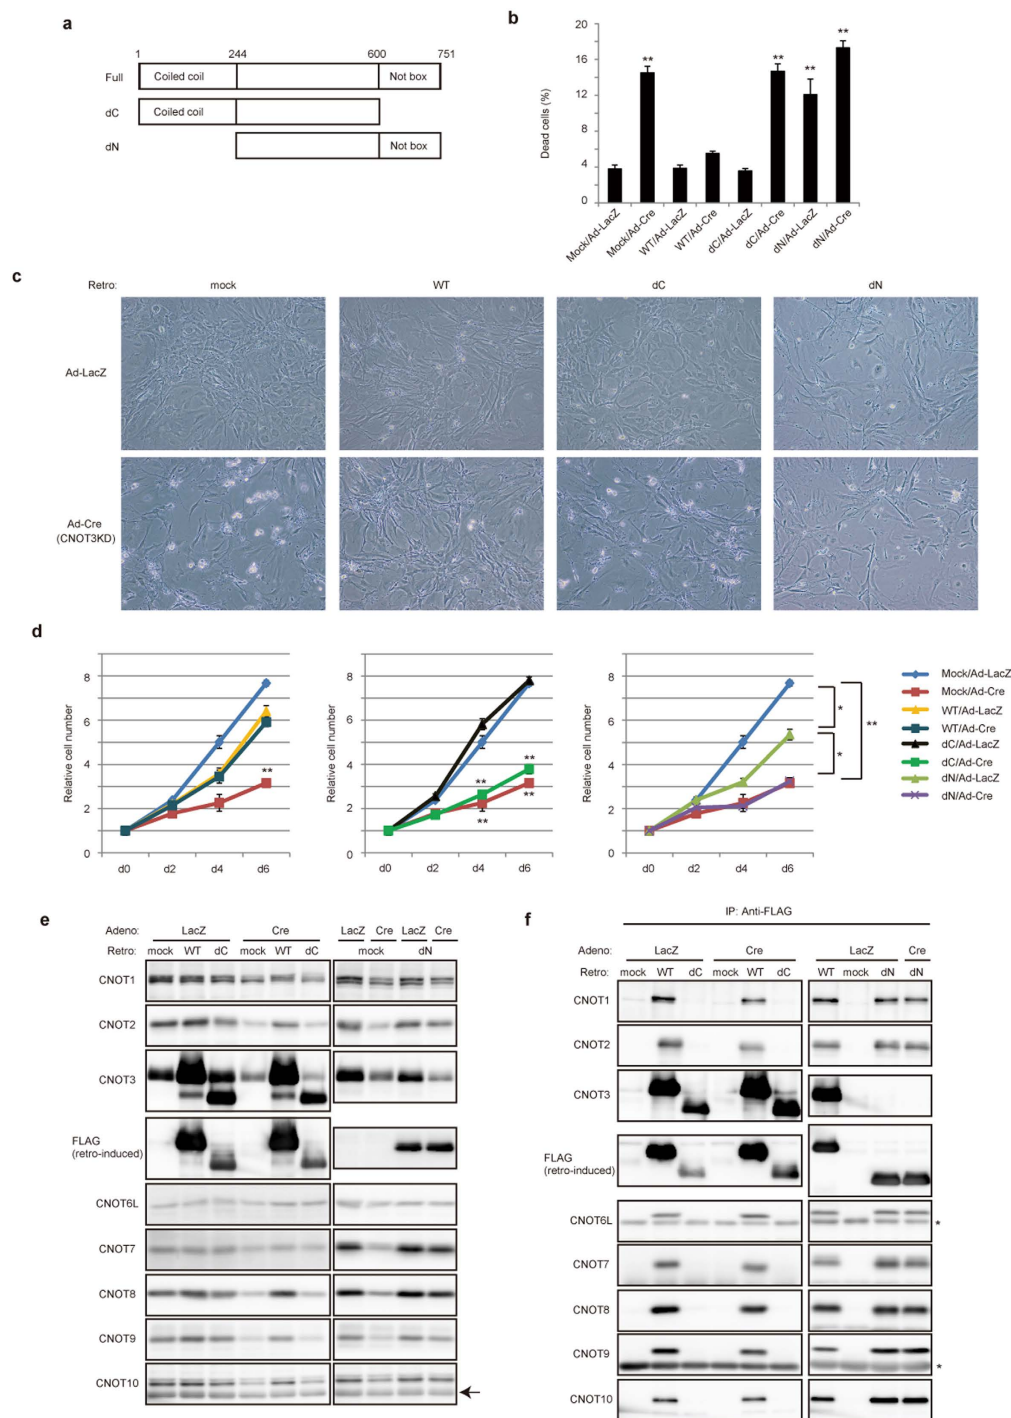 a
1 244 600 751
Full Coiled coil Not box
dC Coiled coil
dN Not box
b
Dead cells (%)
20
16
12
8
4
0
** ** ** **
Mock/Ad-LacZ
Mock/Ad-Cre
WT/Ad-LacZ
WT/Ad-Cre
dC/Ad-LacZ
dC/Ad-Cre
dN/Ad-LacZ
dN/Ad-Cre
c
Retro: mock WT dC dN
Ad-LacZ
Ad-Cre
(CNOT3KD)
d
Relative cell number
8
6
4
2
0
d0 d2 d4 d6
**
Relative cell number
8
6
4
2
0
d0 d2 d4 d6
** **
** **
Relative cell number
8
6
4
2
0
d0 d2 d4 d6
*
**
*
Mock/Ad-LacZ
Mock/Ad-Cre
WT/Ad-LacZ
WT/Ad-Cre
dC/Ad-LacZ
dC/Ad-Cre
dN/Ad-LacZ
dN/Ad-Cre
e
Adeno: LacZ Cre LacZ Cre LacZ Cre
Retro: mock WT dC mock WT dC mock dN
CNOT1
CNOT2
CNOT3
FLAG
(retro-induced)
CNOT6L
CNOT7
CNOT8
CNOT9
CNOT10
f
IP: Anti-FLAG
Adeno: LacZ Cre LacZ Cre
Retro: mock WT dC mock WT dC WT mock dN dN
CNOT1
CNOT2
CNOT3
FLAG
(retro-induced)
CNOT6L *
CNOT7
CNOT8
CNOT9 *
CNOT10